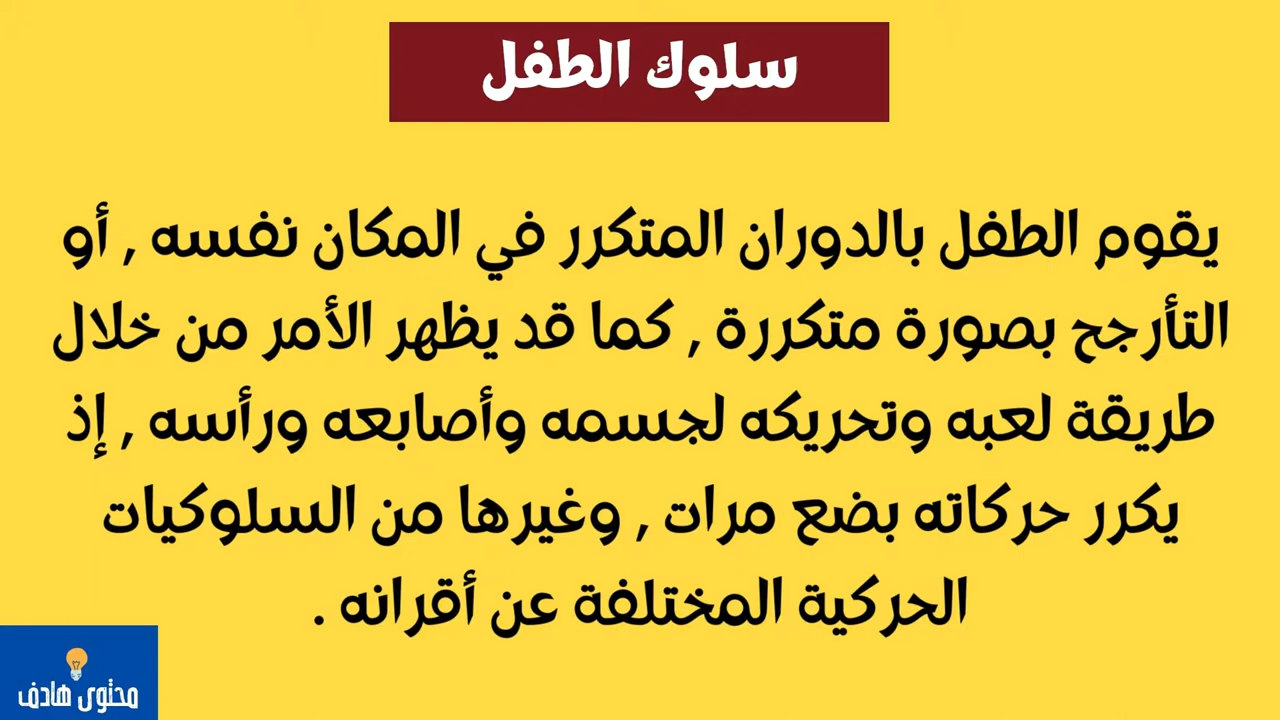 سلوك الطفل
يقوم الطفل بالدوران المتكرر في المكان نفسه , أو
التأرجح بصورة متكررة , كما قد يظهر الأمر من خلال
طريقة لعبه وتحريكه لجسمه وأصابعه ورأسه , إذ
يكرر حركاته بضع مرات , وغيرها من السلوكيات
الحركية المختلفة عن أقرانه .
محتوى هادف